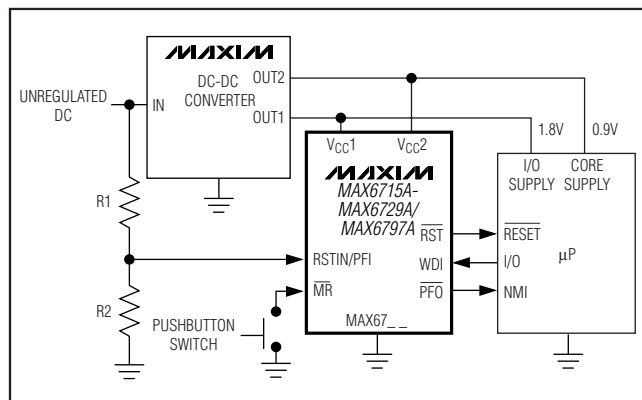 MAXIM
DC-DC
CONVERTER
UNREGULATED
DC
IN
OUT2
OUT1
1.8V
0.9V
VCC1
VCC2
MAXIM
MAX6715A-
MAX6729A/
MAX6797A
I/O
SUPPLY
CORE
SUPPLY
R1
RST
RESET
RSTIN/PFI
WDI
I/O
µP
MR
PFO
NMI
R2
PUSHBUTTON
SWITCH
MAX67_ _